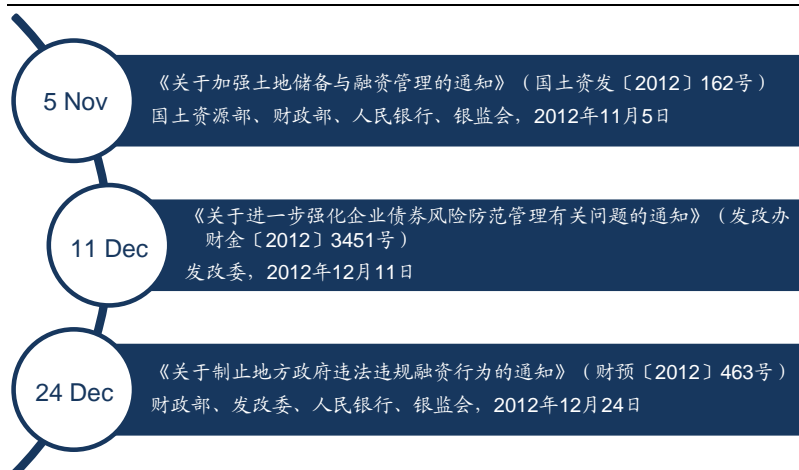 5 Nov
《关于加强土地储备与融资管理的通知》（国土资发〔2012〕162号）
国土资源部、财政部、人民银行、银监会，2012年11月5日
11 Dec
《关于进一步强化企业债券风险防范管理有关问题的通知》（发改办
财金〔2012〕3451号）
发改委，2012年12月11日
24 Dec
《关于制止地方政府违法违规融资行为的通知》（财预〔2012〕463号）
财政部、发改委、人民银行、银监会，2012年12月24日